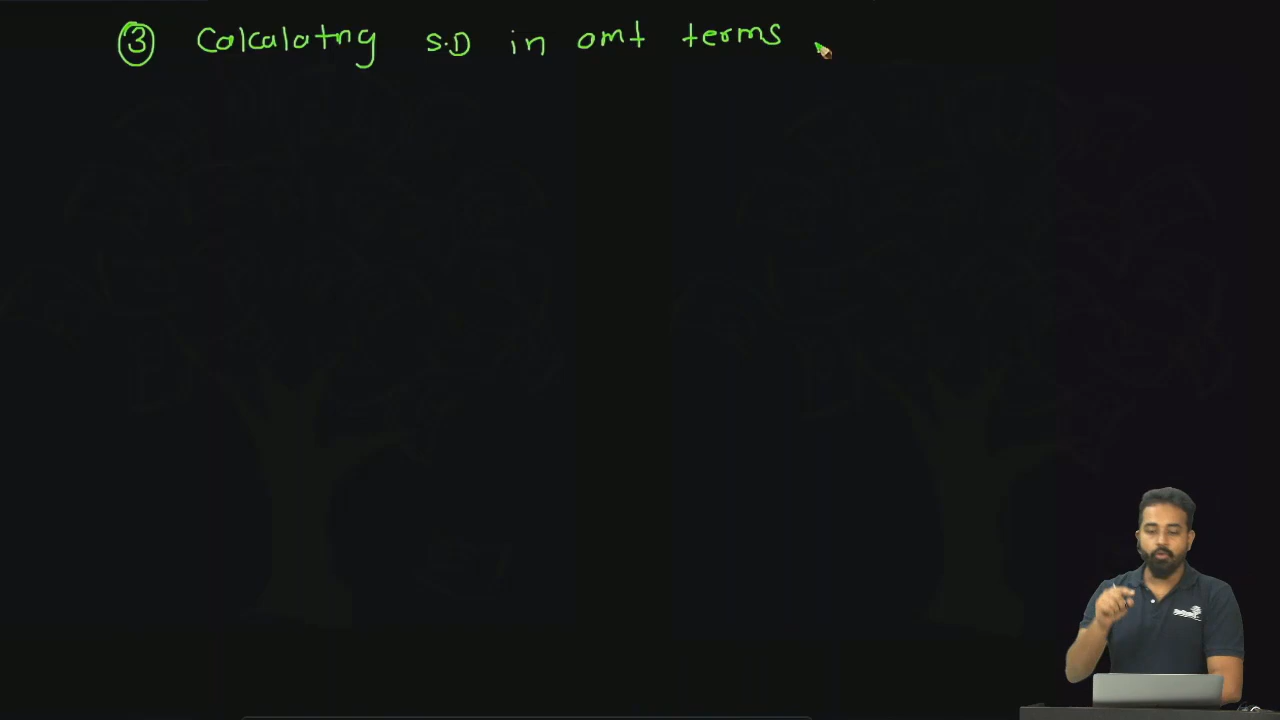 ③ Calculatng S.D in amt terms